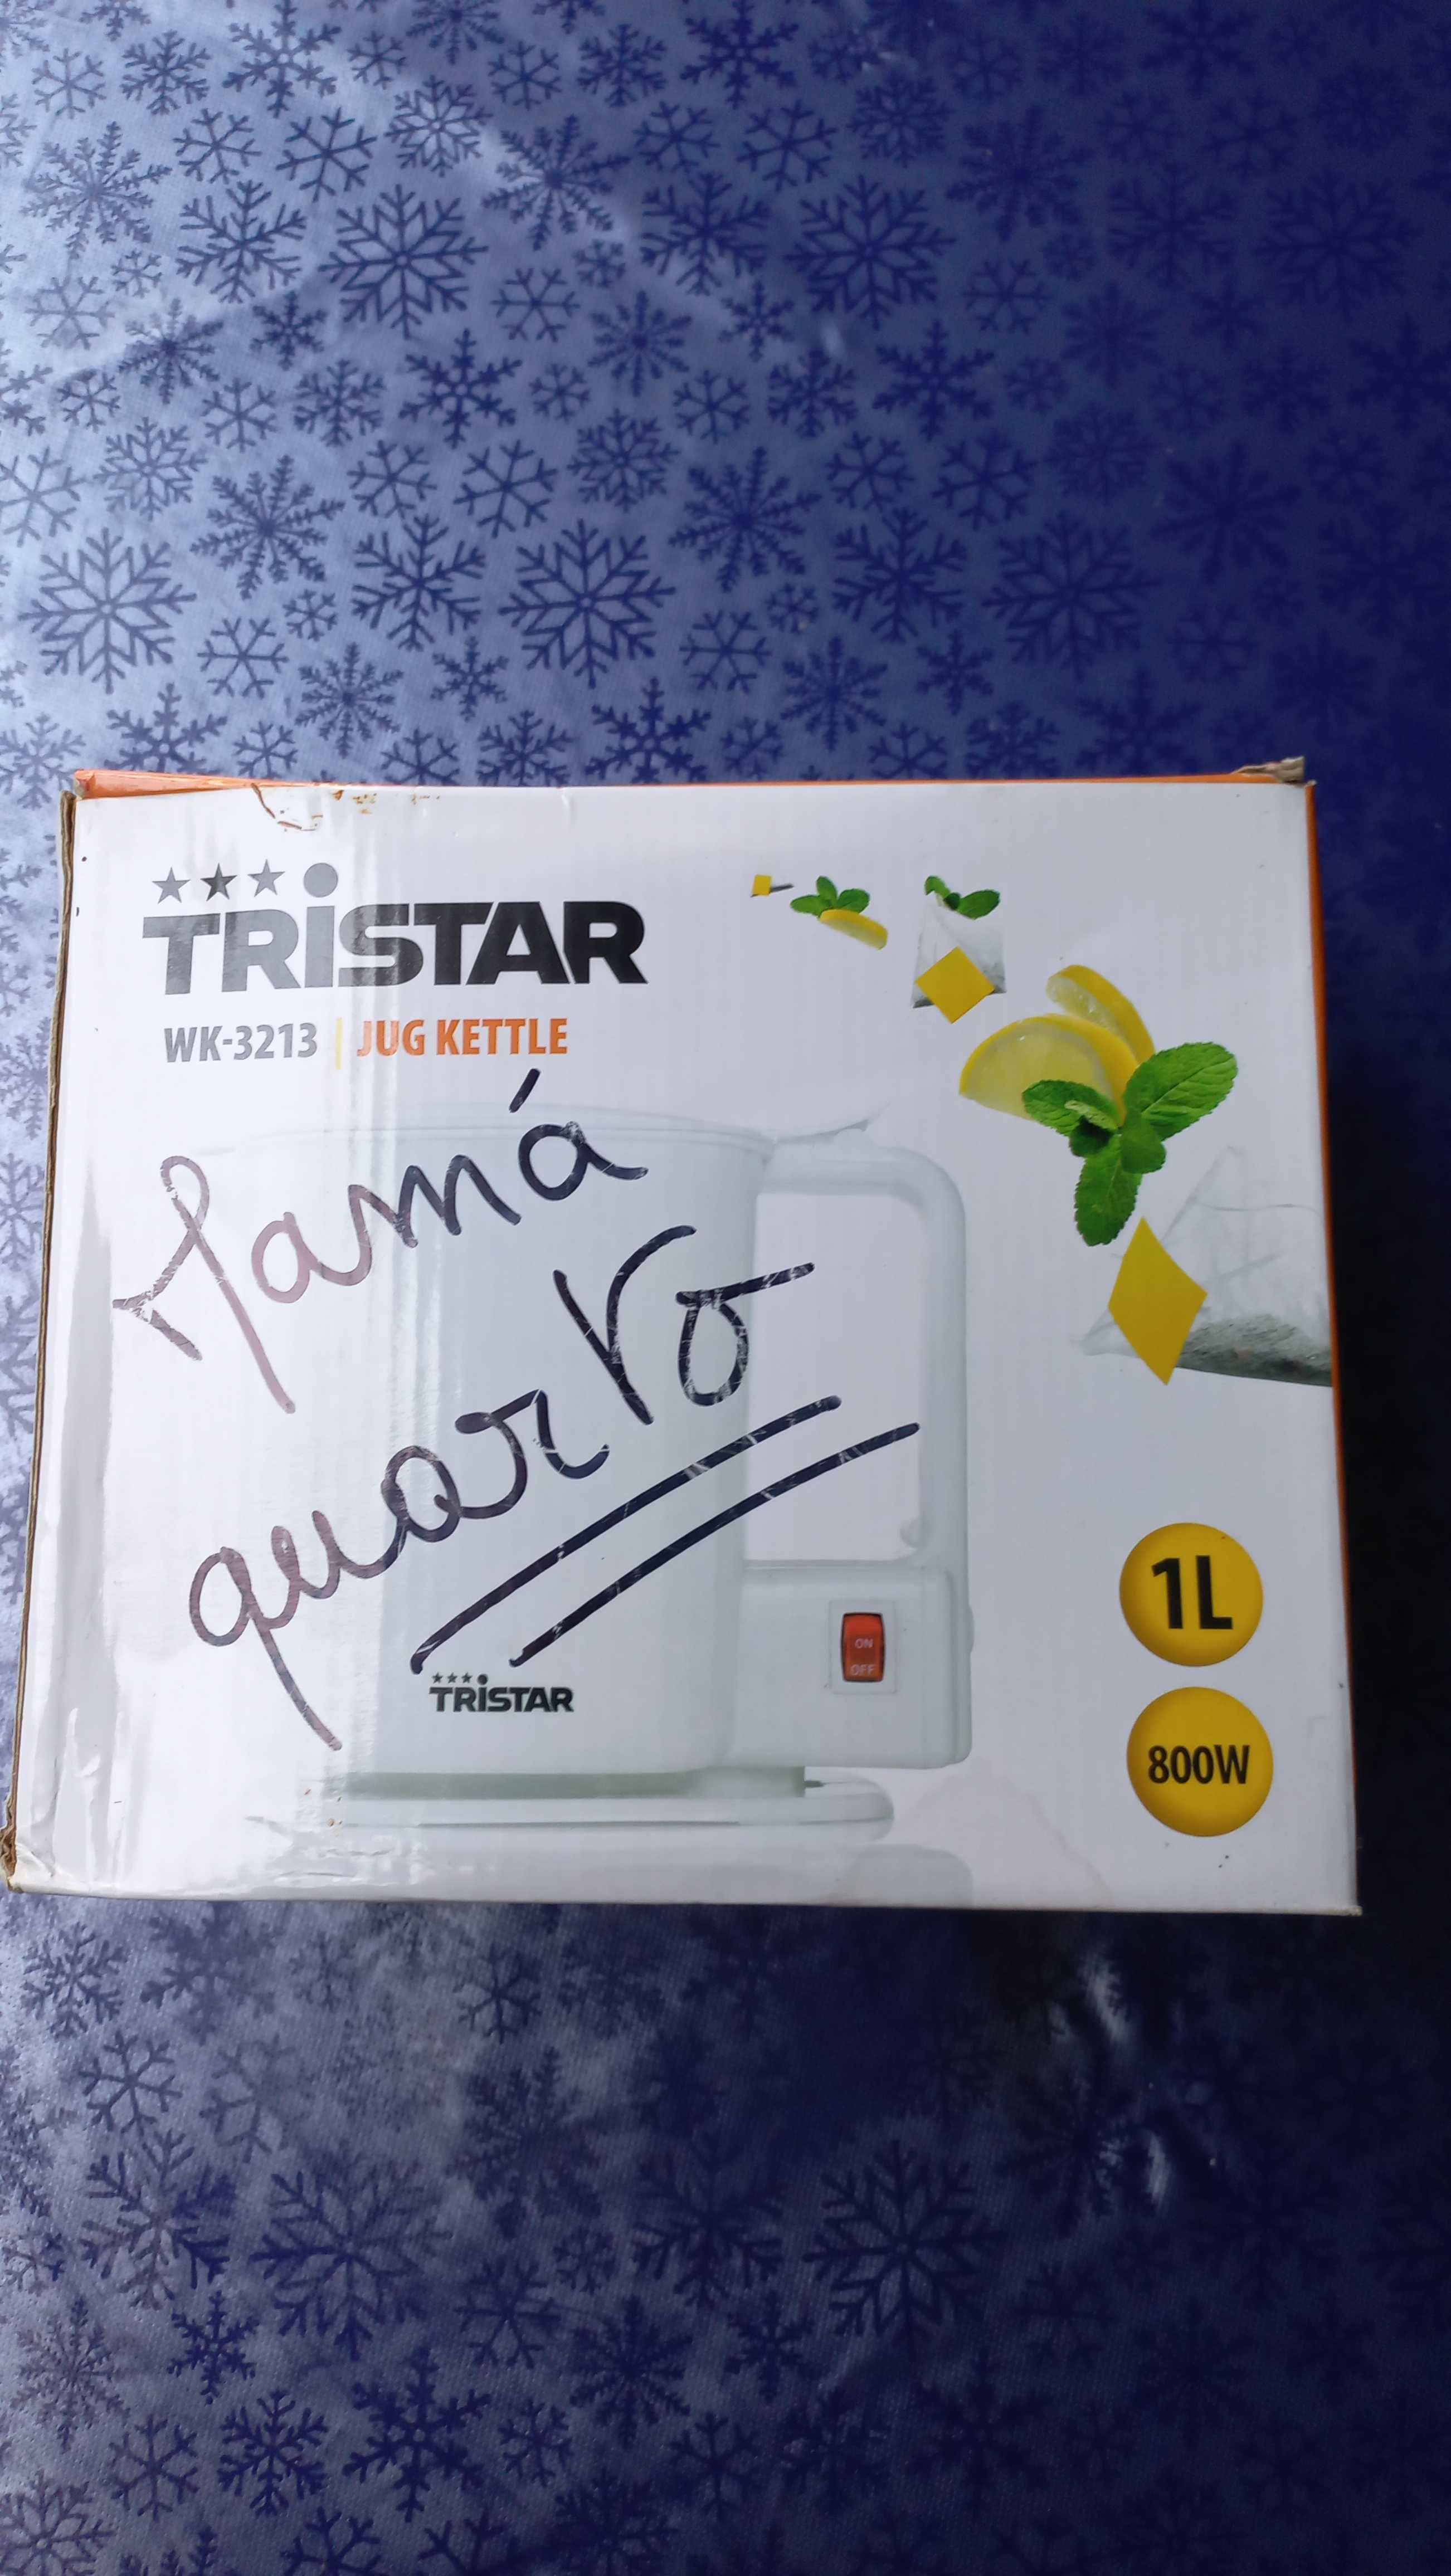 TRiSTAR
WK-3213 | JUG KETTLE
Mamá
quarto
ON
OFF
TRiSTAR
1L
800W